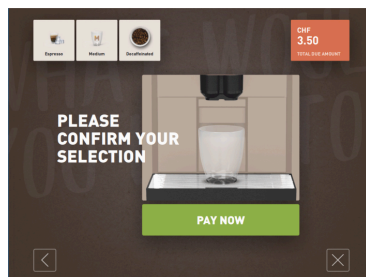 Espresso
Medium
Decaffeinated
CHF
3.50
TOTAL DUE AMOUNT
PLEASE
CONFIRM YOUR
SELECTION
PAY NOW